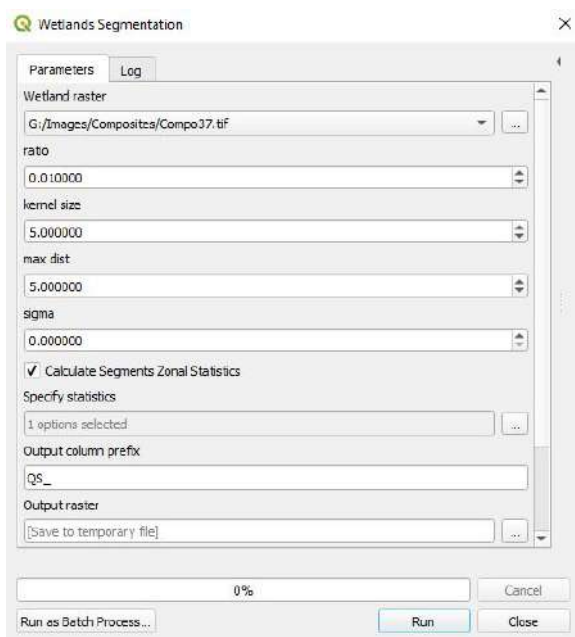 Wetlands Segmentation
Parameters Log
Wetland raster
G:/Images/Composites/Compo37.tif ...
ratio
0.010000
kernel size
5.000000
max dist
5.000000
sigma
0.000000
Calculate Segments Zonal Statistics
Specify statistics
1 options selected ...
Output column prefix
QS_
Output raster
[Save to temporary file] ...
0% Cancel
Run as Batch Process... Run Close